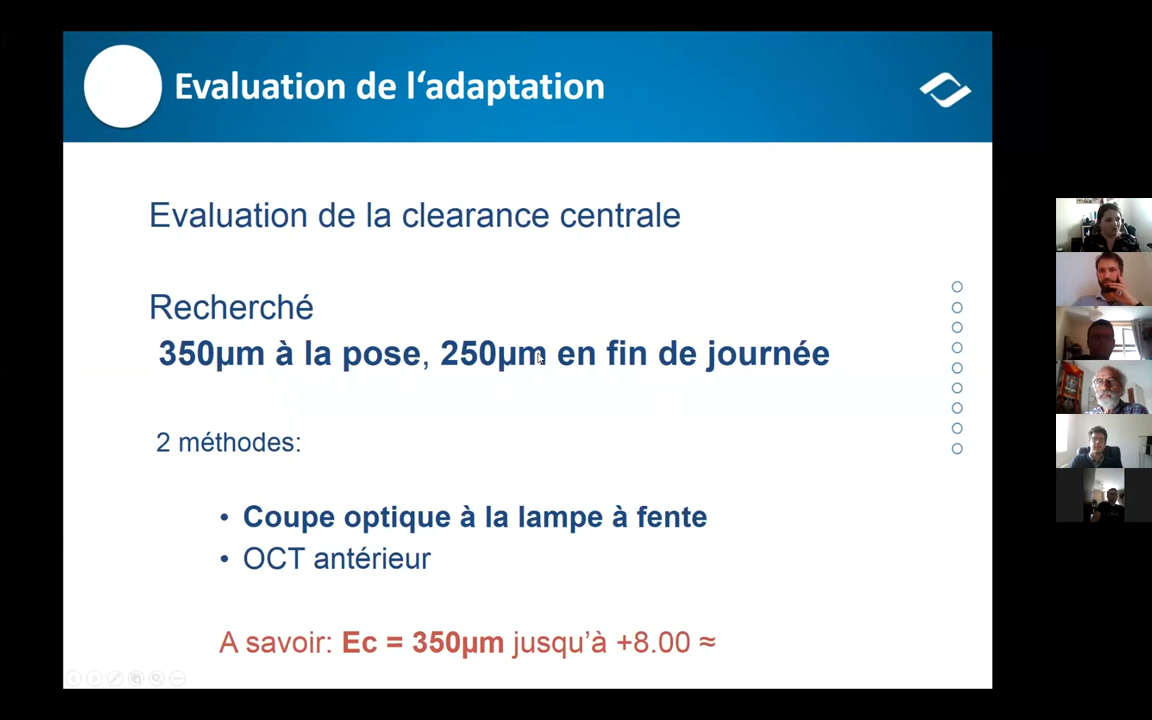 Evaluation de l‘adaptation
Evaluation de la clearance centrale
Recherché
350µm à la pose, 250µm en fin de journée
2 méthodes:
• Coupe optique à la lampe à fente
• OCT antérieur
A savoir: Ec = 350µm jusqu’à +8.00 ≈